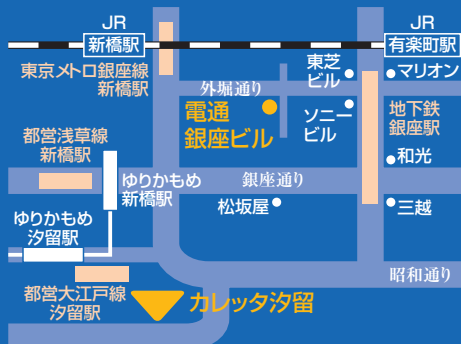 JR
新橋駅
JR
有楽町駅
東京メトロ銀座線
新橋駅
外堀通り
東芝
ビル
マリオン
電通
銀座ビル
ソニー
ビル
地下鉄
銀座駅
都営浅草線
新橋駅
和光
ゆりかもめ
新橋駅
銀座通り
松坂屋
三越
ゆりかもめ
汐留駅
昭和通り
都営大江戸線
汐留駅
カレッタ汐留